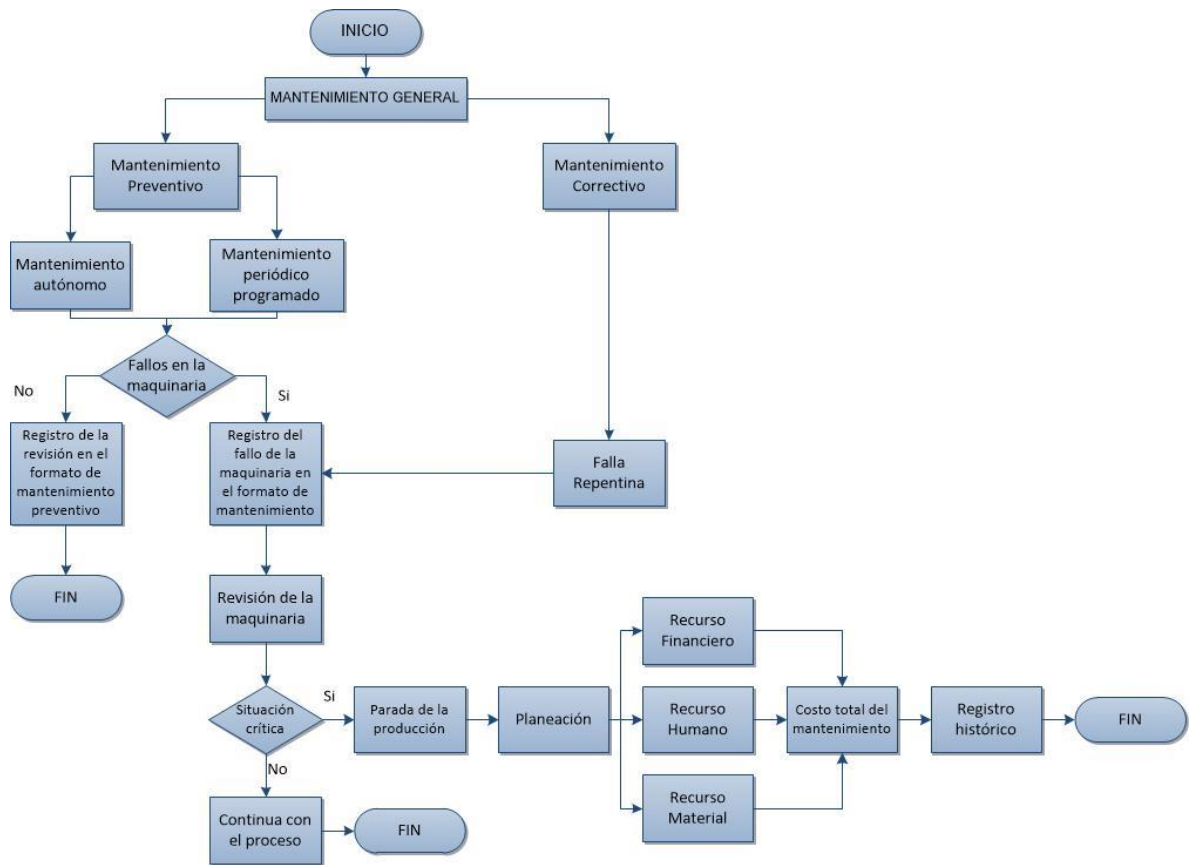 INICIO
MANTENIMIENTO GENERAL
Mantenimiento
Preventivo
Mantenimiento
Correctivo
Mantenimiento
autónomo
Mantenimiento
periódico
programado
Fallos en la
maquinaria
No
Si
Registro de la
revisión en el
formato de
mantenimiento
preventivo
Registro del
fallo de la
maquinaria en
el formato de
mantenimiento
Falla
Repentina
FIN
Revisión de la
maquinaria
Situación
crítica
Si
No
Parada de la
producción
Planeación
Recurso
Financiero
Recurso
Humano
Recurso
Material
Costo total del
mantenimiento
Registro
histórico
FIN
Continua con
el proceso
FIN